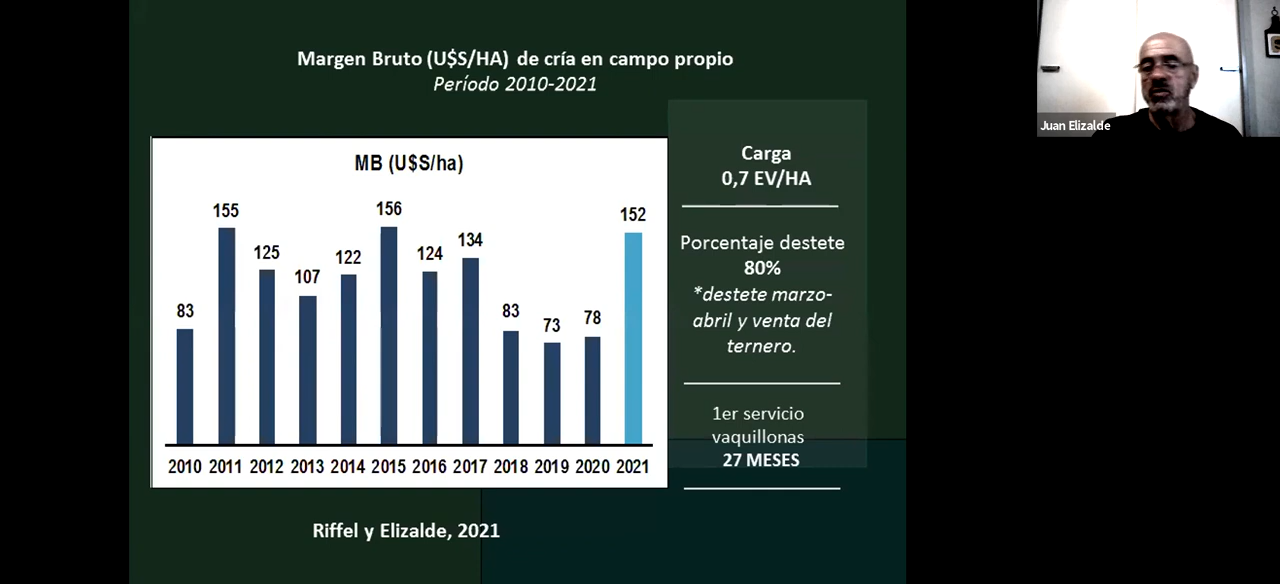 Margen Bruto (U$S/HA) de cría en campo propio
Período 2010-2021
MB (U$S/ha)
83
155
125
107
122
156
124
134
83
73
78
152
2010 2011 2012 2013 2014 2015 2016 2017 2018 2019 2020 2021
Carga
0,7 EV/HA
Porcentaje destete
80%
*destete marzo-
abril y venta del
ternero.
1er servicio
vaquillonas
27 MESES
Riffel y Elizalde, 2021
Juan Elizalde